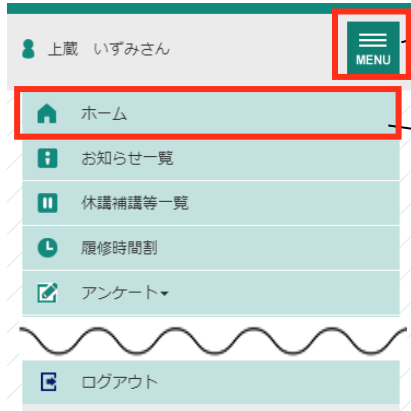 上蔵　いずみさん
MENU
ホーム
お知らせ一覧
休講補講等一覧
履修時間割
アンケート▾
ログアウト